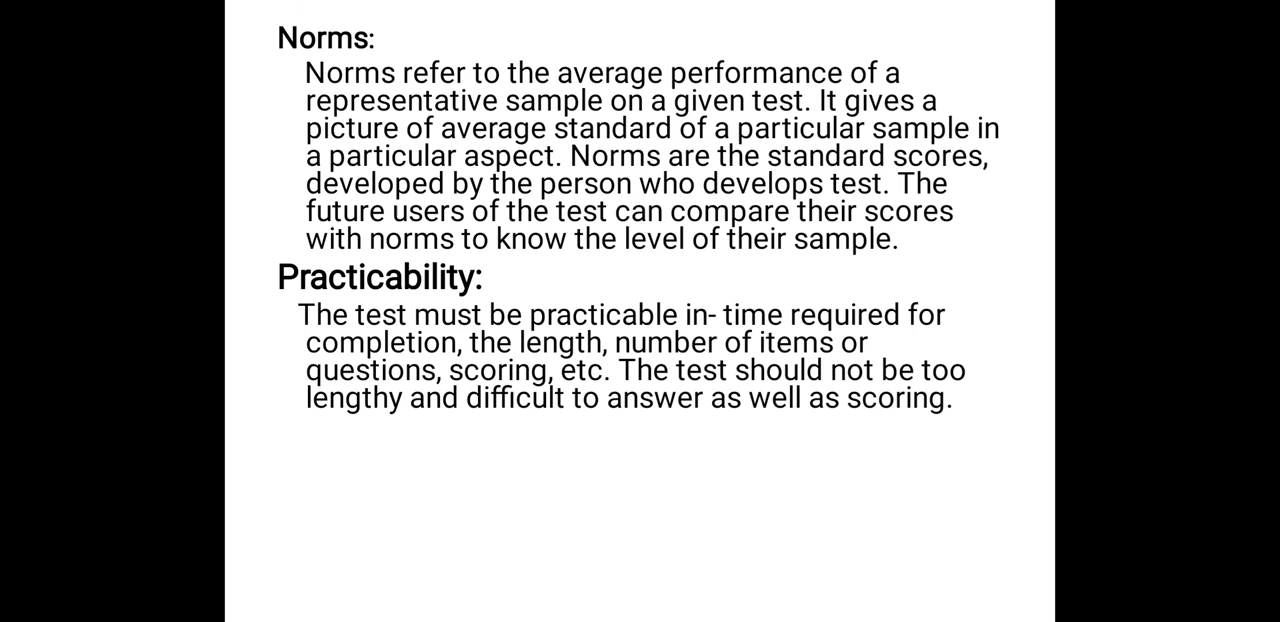 Norms:
Norms refer to the average performance of a
representative sample on a given test. It gives a
picture of average standard of a particular sample in
a particular aspect. Norms are the standard scores,
developed by the person who develops test. The
future users of the test can compare their scores
with norms to know the level of their sample.
Practicability:
The test must be practicable in- time required for
completion, the length, number of items or
questions, scoring, etc. The test should not be too
lengthy and difficult to answer as well as scoring.